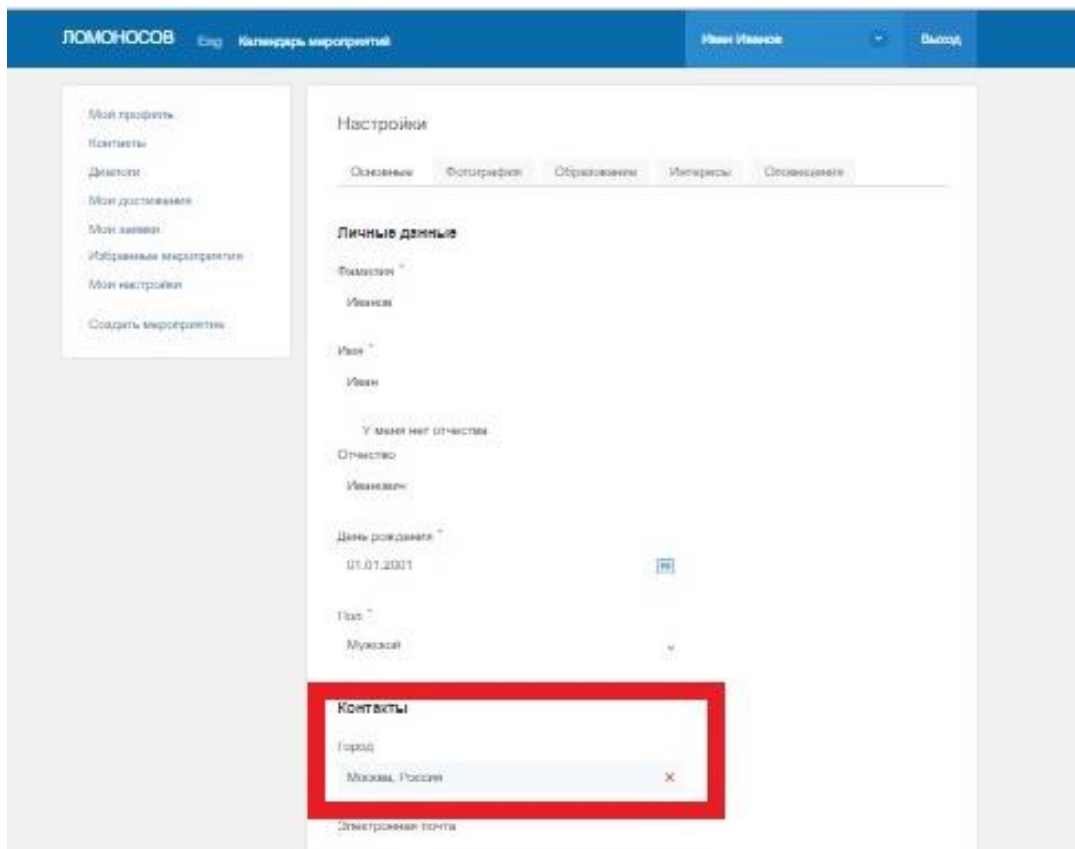 ЛОМОНОСОВ Eng Календарь мероприятий Иван Иванов Выход
Мой профиль
Контакты
Диалоги
Мои достижения
Мои заявки
Избранные мероприятия
Мои настройки
Создать мероприятие
Настройки
Основные Фотография Образование Интересы Оповещения
Личные данные
Фамилия *
Иванов
Имя *
Иван
У меня нет отчества
Отчество
Иванович
День рождения *
01.01.2001
Пол *
Мужской
Контакты
Город
Москва, Россия
Электронная почта